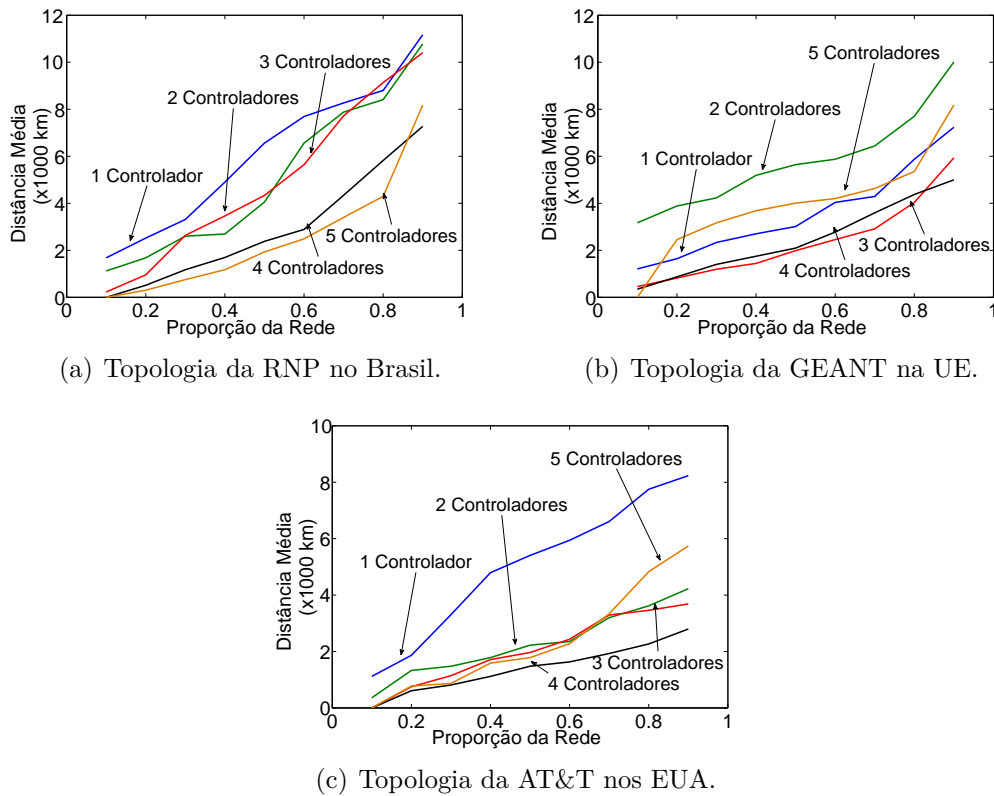 12
10
8
6
4
2
0
0
0.2
0.4
0.6
0.8
1
Distância Média
(x1000 km)
Proporção da Rede
3 Controladores
2 Controladores
1 Controlador
5 Controladores
4 Controladores
(a) Topologia da RNP no Brasil.
12
10
8
6
4
2
0
0
0.2
0.4
0.6
0.8
1
Distância Média
(x1000 km)
Proporção da Rede
5 Controladores
2 Controladores
1 Controlador
3 Controladores
4 Controladores
(b) Topologia da GEANT na UE.
10
8
6
4
2
0
0
0.2
0.4
0.6
0.8
1
Distância Média
(x1000 km)
Proporção da Rede
5 Controladores
2 Controladores
1 Controlador
3 Controladores
4 Controladores
(c) Topologia da AT&T nos EUA.